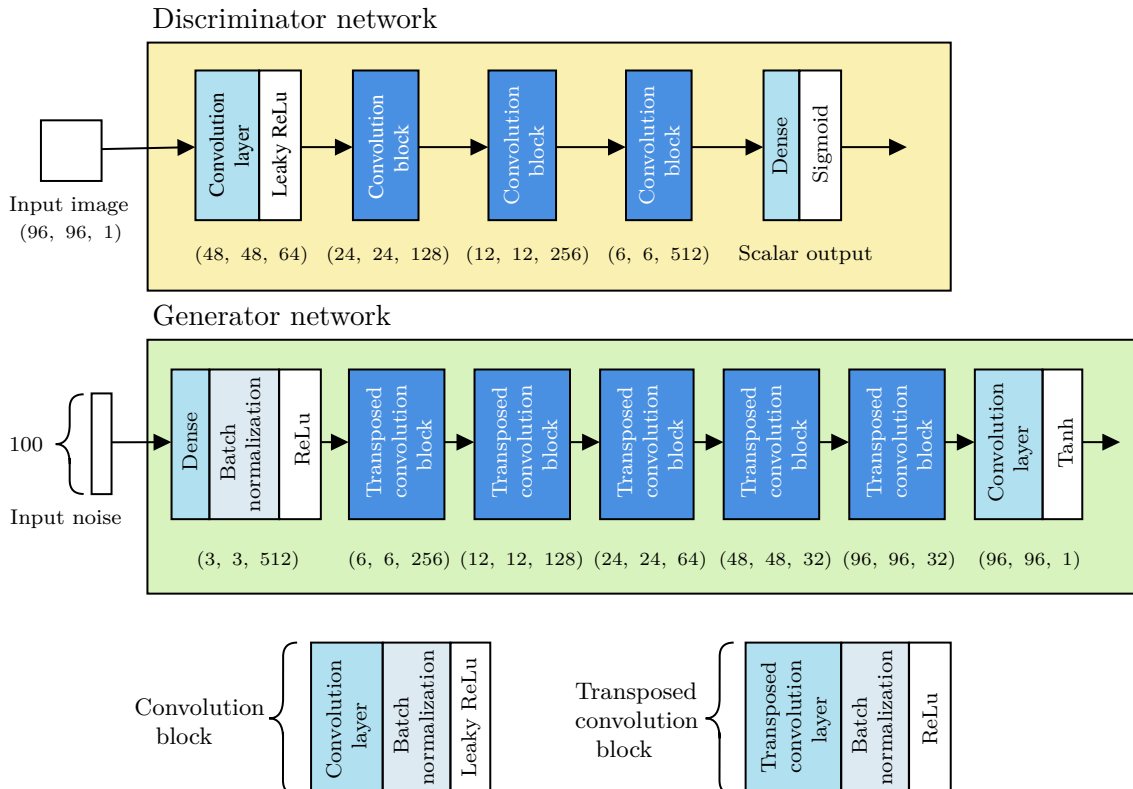 Discriminator network
Convolution
layer
Leaky ReLu
Convolution
block
Convolution
block
Convolution
block
Dense
Sigmoid
Input image
(96, 96, 1)
(48, 48, 64)
(24, 24, 128)
(12, 12, 256)
(6, 6, 512)
Scalar output
Generator network
100
Input noise
Dense
Batch
normalization
ReLu
Transposed
convolution
block
Transposed
convolution
block
Transposed
convolution
block
Transposed
convolution
block
Transposed
convolution
block
Convolution
layer
Tanh
(3, 3, 512)
(6, 6, 256)
(12, 12, 128)
(24, 24, 64)
(48, 48, 32)
(96, 96, 32)
(96, 96, 1)
Convolution
block
Convolution
layer
Batch
normalization
Leaky ReLu
Transposed
convolution
block
Transposed
convolution
layer
Batch
normalization
ReLu